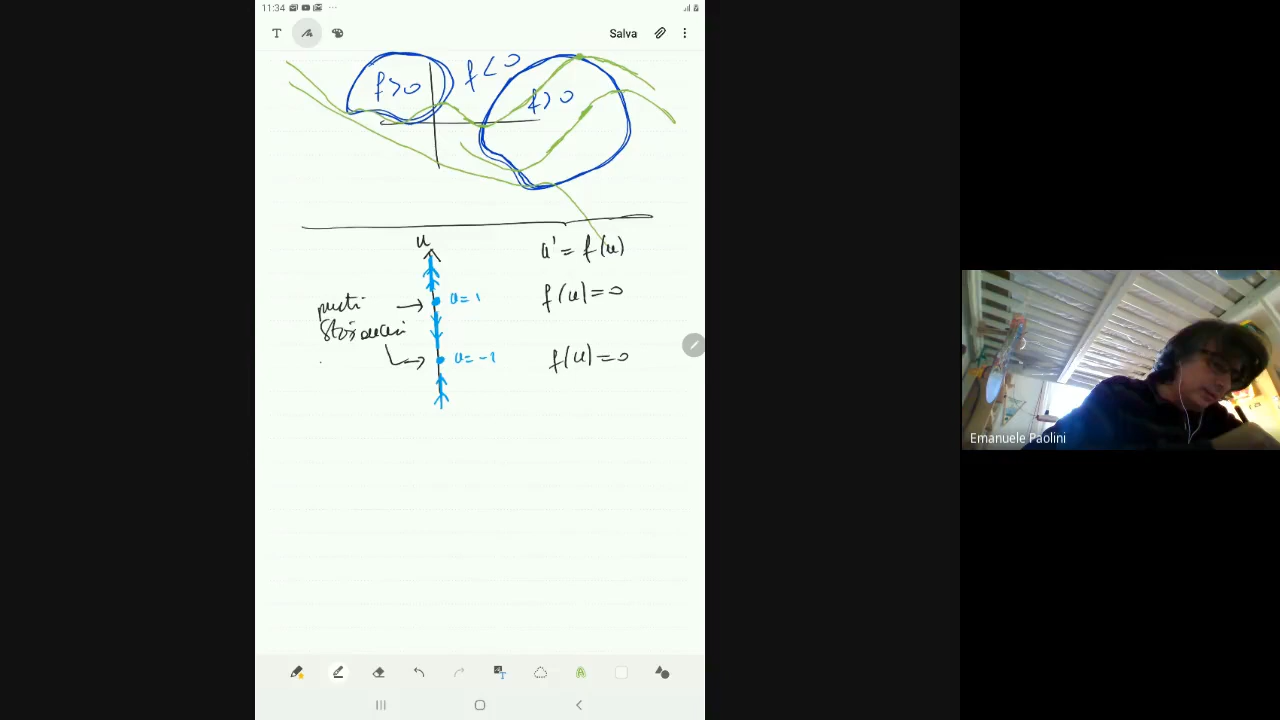 11:34
Salva
f>0
f<0
f>0
u
u' = f(u)
punti
u=1
f(u)=0
stazionari
u=-1
f(u)=0
Emanuele Paolini